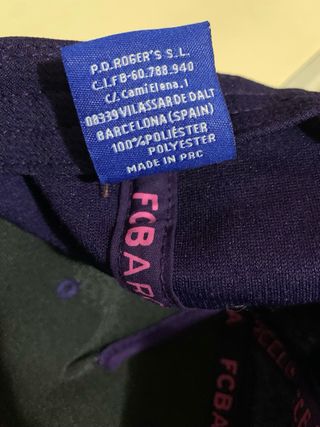 P.D.ROGER'S S.L.
C.I.F B-60.788.940
C/. Camí Elena, 1
08339 VILASSAR DE DALT
BARCELONA (SPAIN)
100% POLIÉSTER
POLYESTER
MADE IN PRC
FCBARC
FCBA